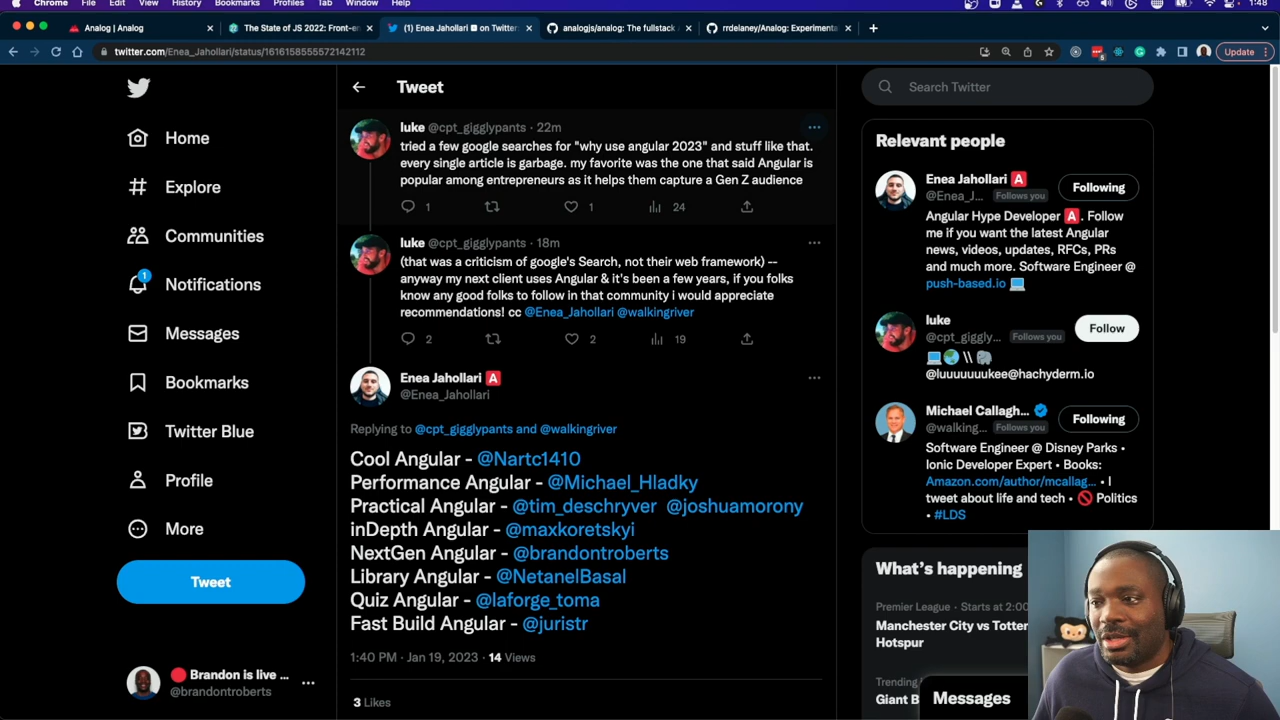 Chrome File Edit View History Bookmarks Profiles Tab Window Help
1:48
Analog | Analog
The State of JS 2022: Front-en
(1) Enea Jahollari on Twitter
analogjs/analog: The fullstack
rrdelaney/Analog: Experimenta
twitter.com/Enea_Jahollari/status/1616158555572142112
Update
Home
Explore
Communities
1
Notifications
Messages
Bookmarks
Twitter Blue
Profile
More
Tweet
Brandon is live ...
@brandontroberts
Tweet
luke @cpt_gigglypants · 22m
tried a few google searches for "why use angular 2023" and stuff like that.
every single article is garbage. my favorite was the one that said Angular is
popular among entrepreneurs as it helps them capture a Gen Z audience
1 1 24
luke @cpt_gigglypants · 18m
(that was a criticism of google's Search, not their web framework) --
anyway my next client uses Angular & it's been a few years, if you folks
know any good folks to follow in that community i would appreciate
recommendations! cc @Enea_Jahollari @walkingriver
2 2 19
Enea Jahollari A
@Enea_Jahollari
Replying to @cpt_gigglypants and @walkingriver
Cool Angular - @Nartc1410
Performance Angular - @Michael_Hladky
Practical Angular - @tim_deschryver @joshuamorony
inDepth Angular - @maxkoretskyi
NextGen Angular - @brandontroberts
Library Angular - @NetanelBasal
Quiz Angular - @laforge_toma
Fast Build Angular - @juristr
1:40 PM · Jan 19, 2023 · 14 Views
3 Likes
Search Twitter
Relevant people
Enea Jahollari A
@Enea_J... Follows you
Following
Angular Hype Developer A. Follow
me if you want the latest Angular
news, videos, updates, RFCs, PRs
and much more. Software Engineer @
push-based.io
luke
@cpt_giggly... Follows you
Follow
\\
@luuuuuukee@hachyderm.io
Michael Callagh...
@walking... Follows you
Following
Software Engineer @ Disney Parks •
Ionic Developer Expert • Books:
Amazon.com/author/mcallag... • I
tweet about life and tech • Politics
• #LDS
What's happening
Premier League · Starts at 2:00
Manchester City vs Totten
Hotspur
Trending
Giant B
Messages